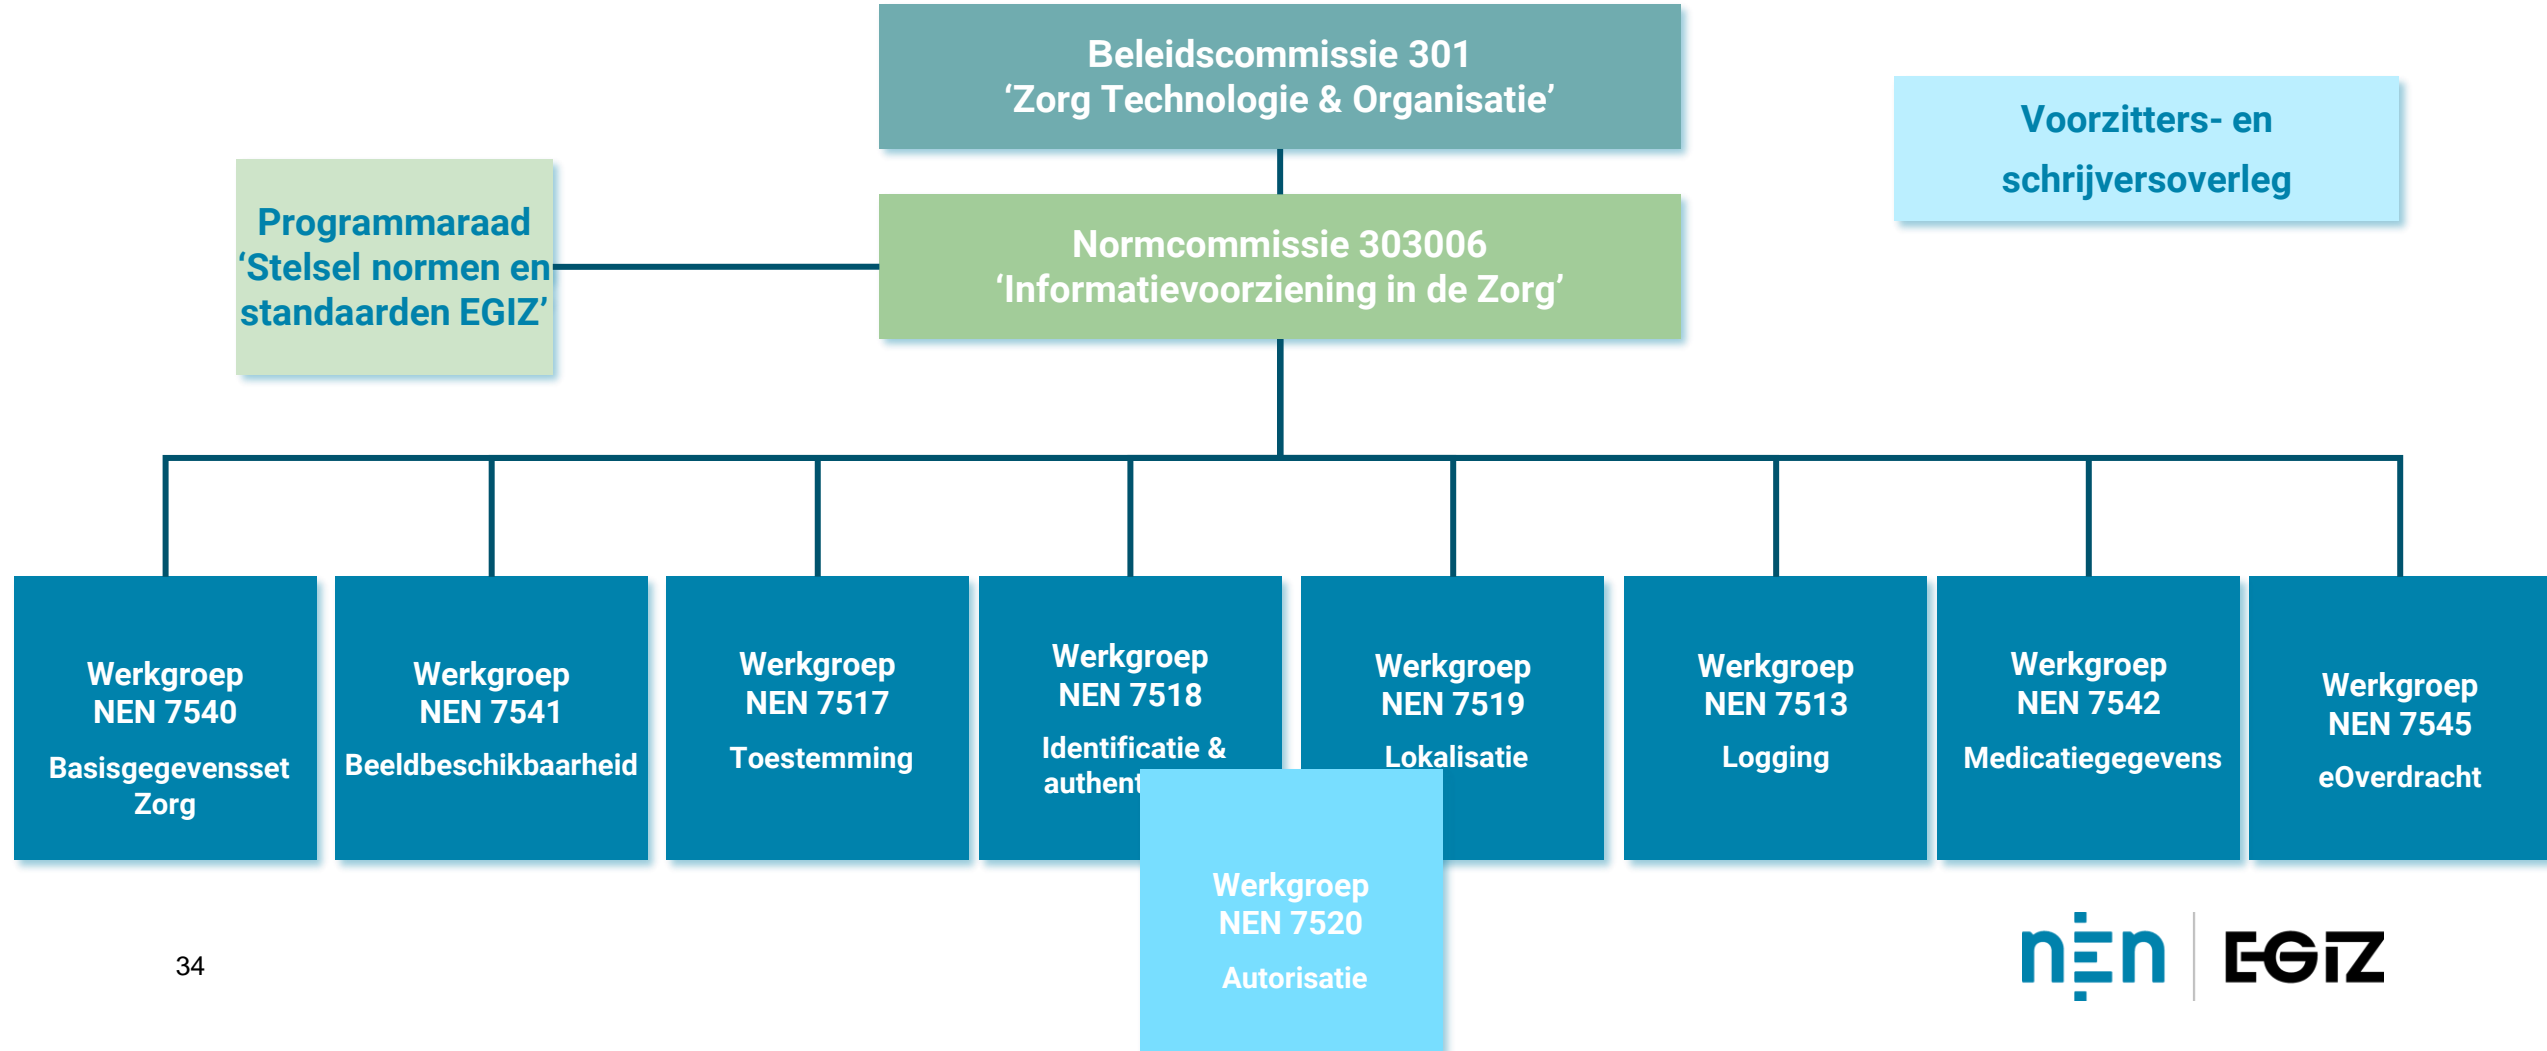 Beleidscommissie 301
‘Zorg Technologie & Organisatie’
Voorzitters- en
schrijversoverleg
Programmaraad
‘Stelsel normen en
standaarden EGIZ’
Normcommissie 303006
‘Informatievoorziening in de Zorg’
Werkgroep
NEN 7540
Basisgegevensset
Zorg
Werkgroep
NEN 7541
Beeldbeschikbaarheid
Werkgroep
NEN 7517
Toestemming
Werkgroep
NEN 7518
Identificatie &
Werkgroep
NEN 7519
Lokalisatie
Werkgroep
NEN 7513
Logging
Werkgroep
NEN 7542
Medicatiegegevens
Werkgroep
NEN 7545
eOverdracht
Werkgroep
NEN 7520
Autorisatie
34
nen
EGiZ